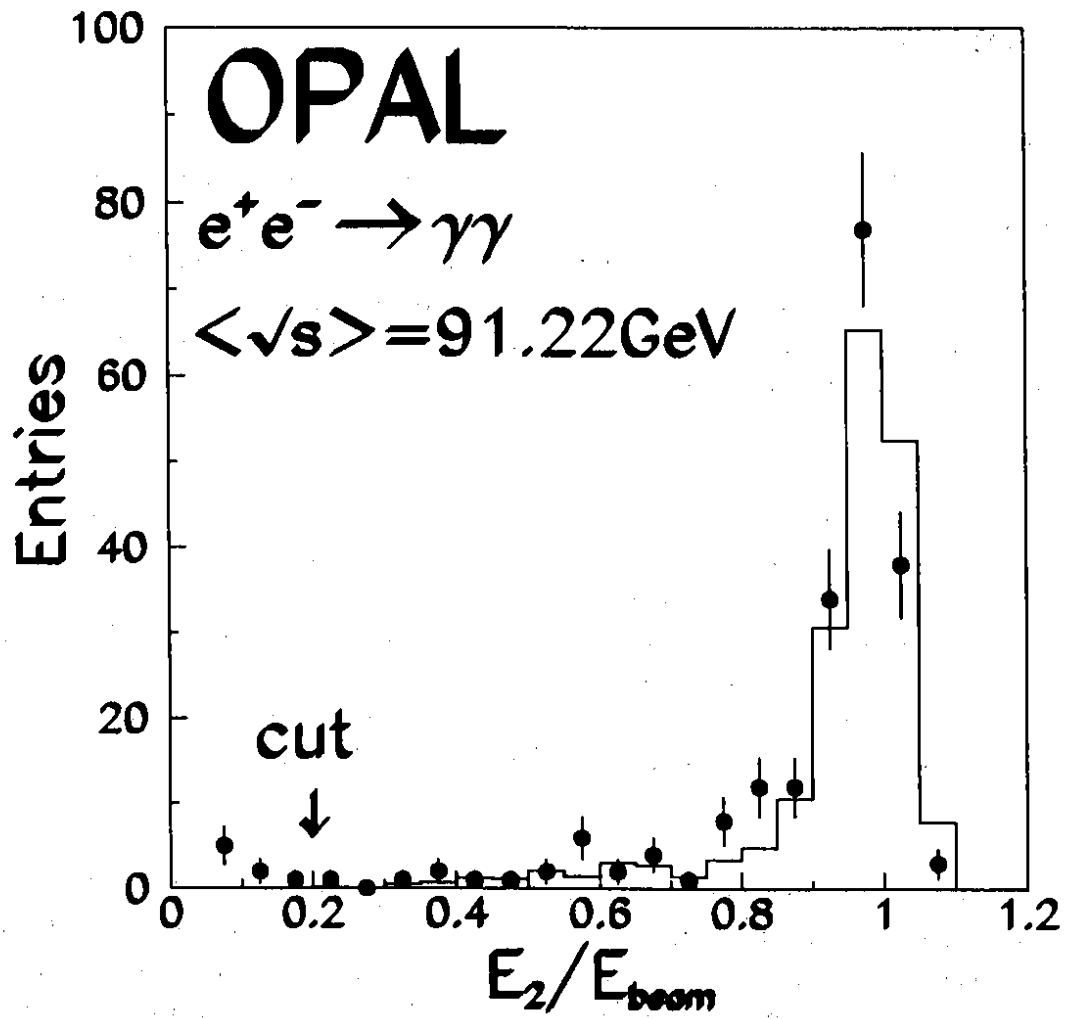 100
80
60
40
20
0
Entries
OPAL
e⁺e⁻ → γγ
<√s>=91.22GeV
cut
↓
0 0.2 0.4 0.6 0.8 1 1.2
E₂/E_beam